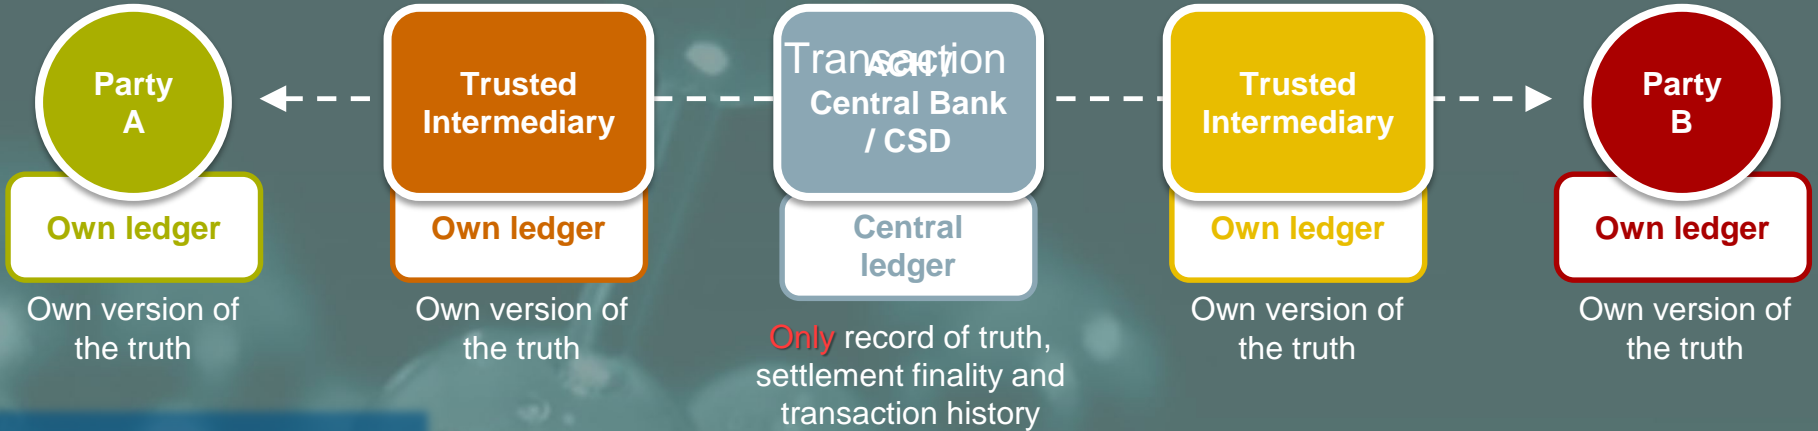 Party
A
Own ledger
Own version of
the truth
Trusted
Intermediary
Own ledger
Own version of
the truth
Transaction
ACH /
Central Bank
/ CSD
Central
ledger
Only record of truth,
settlement finality and
transaction history
Trusted
Intermediary
Own ledger
Own version of
the truth
Party
B
Own ledger
Own version of
the truth